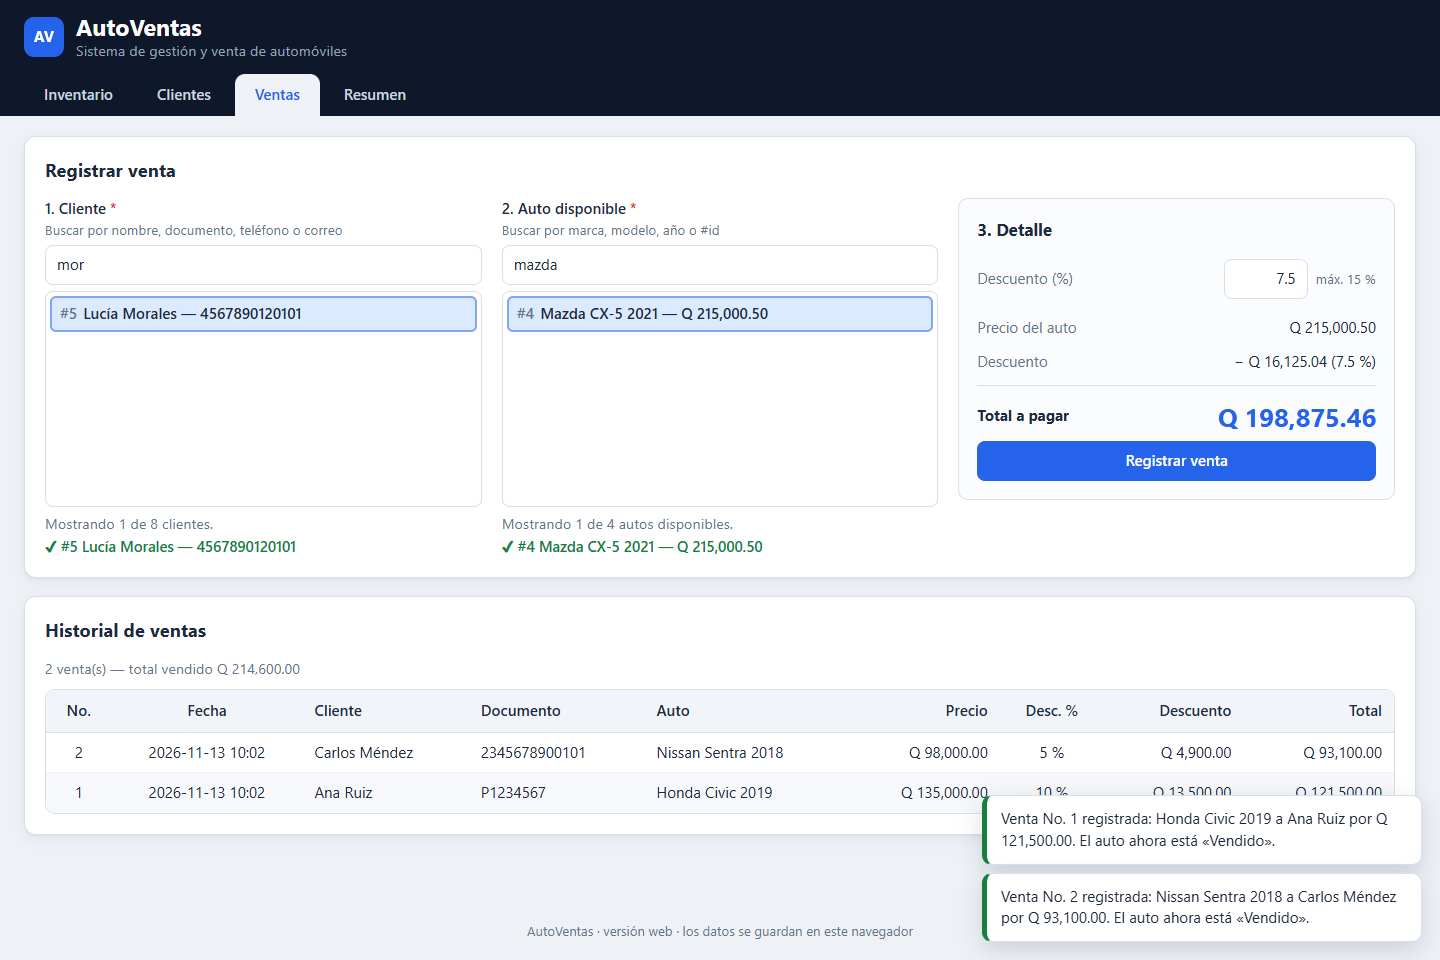 AV
AutoVentas
Sistema de gestión y venta de automóviles
Inventario
Clientes
Ventas
Resumen
Registrar venta
1. Cliente *
Buscar por nombre, documento, teléfono o correo
mor
#5 Lucía Morales — 4567890120101
Mostrando 1 de 8 clientes.
✔ #5 Lucía Morales — 4567890120101
2. Auto disponible *
Buscar por marca, modelo, año o #id
mazda
#4 Mazda CX-5 2021 — Q 215,000.50
Mostrando 1 de 4 autos disponibles.
✔ #4 Mazda CX-5 2021 — Q 215,000.50
3. Detalle
Descuento (%) 7.5 máx. 15 %
Precio del auto Q 215,000.50
Descuento − Q 16,125.04 (7.5 %)
Total a pagar Q 198,875.46
Registrar venta
Historial de ventas
2 venta(s) — total vendido Q 214,600.00
No. Fecha Cliente Documento Auto Precio Desc. % Descuento Total
2 2026-11-13 10:02 Carlos Méndez 2345678900101 Nissan Sentra 2018 Q 98,000.00 5 % Q 4,900.00 Q 93,100.00
1 2026-11-13 10:02 Ana Ruiz P1234567 Honda Civic 2019 Q 135,000.00 10 % Q 13,500.00 Q 121,500.00
Venta No. 1 registrada: Honda Civic 2019 a Ana Ruiz por Q
121,500.00. El auto ahora está «Vendido».
Venta No. 2 registrada: Nissan Sentra 2018 a Carlos Méndez
por Q 93,100.00. El auto ahora está «Vendido».
AutoVentas · versión web · los datos se guardan en este navegador